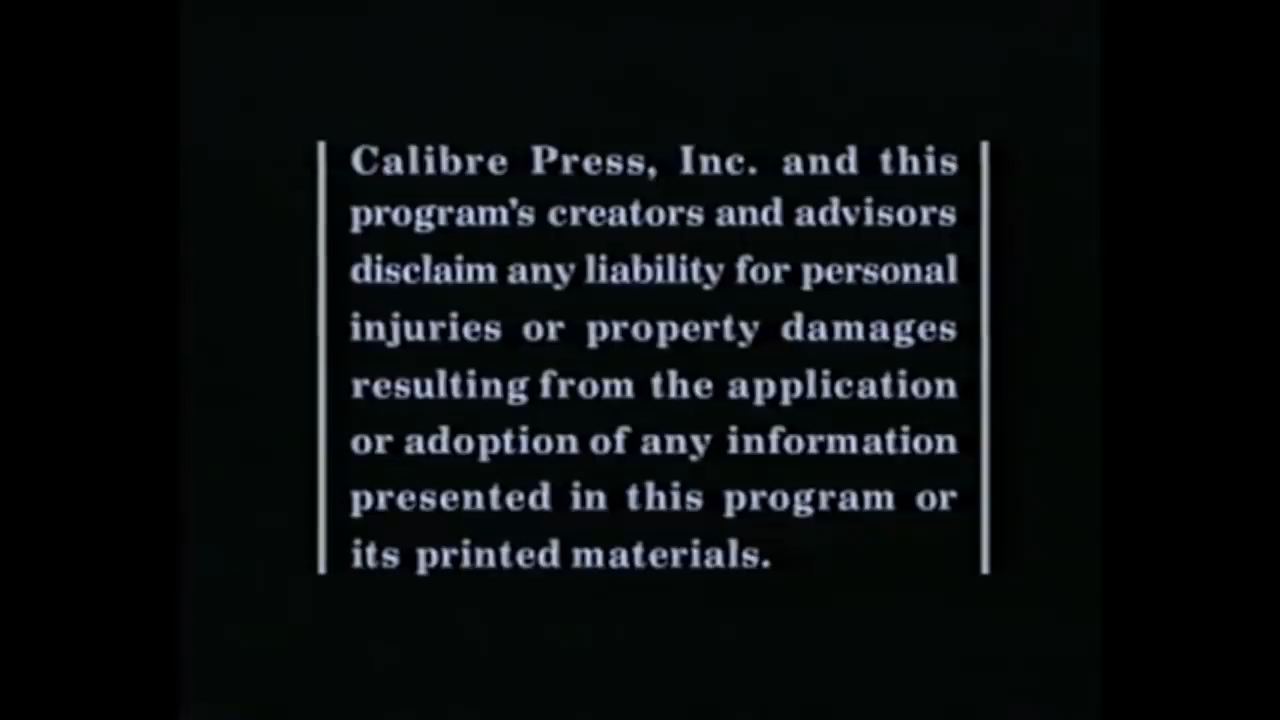 Calibre Press, Inc. and this
program's creators and advisors
disclaim any liability for personal
injuries or property damages
resulting from the application
or adoption of any information
presented in this program or
its printed materials.